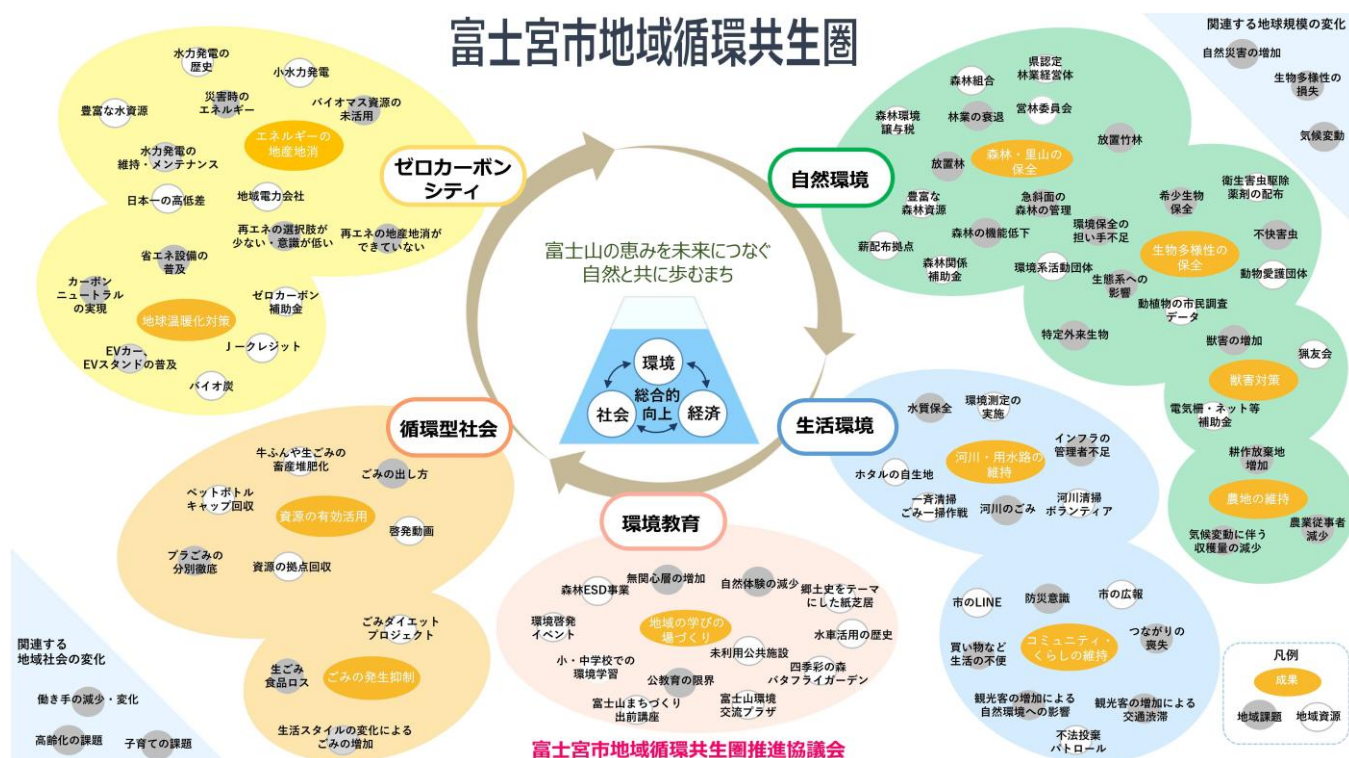 富士宮市地域循環共生圏
関連する地球規模の変化
自然災害の増加
生物多様性の
損失
気候変動
ゼロカーボン
シティ
水力発電の
歴史
小水力発電
豊富な水資源
災害時の
エネルギー
バイオマス資源の
未活用
エネルギーの
地産地消
水力発電の
維持・メンテナンス
日本一の高低差
地域電力会社
再エネの選択肢が
少ない・意識が低い
再エネの地産地消が
できていない
省エネ設備の
普及
カーボン
ニュートラル
の実現
ゼロカーボン
補助金
地球温暖化対策
Jークレジット
EVカー、
EVスタンドの普及
バイオ炭
自然環境
県認定
林業経営体
森林組合
森林環境
譲与税
林業の衰退
営林委員会
放置竹林
放置林
森林・里山の
保全
豊富な
森林資源
急斜面の
森林の管理
薪配布拠点
森林の機能低下
環境保全の
担い手不足
森林関係
補助金
環境系活動団体
希少生物
保全
衛生害虫駆除
薬剤の配布
不快害虫
生物多様性の
保全
動物愛護団体
生態系への
影響
動植物の市民調査
データ
特定外来生物
獣害の増加
猟友会
獣害対策
電気柵・ネット等
補助金
耕作放棄地
増加
農地の維持
気候変動に伴う
収穫量の減少
農業従事者
減少
富士山の恵みを未来につなぐ
自然と共に歩むまち
環境
総合的
向上
社会
経済
生活環境
水質保全
環境測定の
実施
インフラの
管理者不足
河川・用水路の
維持
ホタルの自生地
一斉清掃
ごみ一掃作戦
河川のごみ
河川清掃
ボランティア
市のLINE
防災意識
市の広報
つながりの
喪失
コミュニティ・
くらしの維持
買い物など
生活の不便
観光客の増加による
自然環境への影響
観光客の増加による
交通渋滞
不法投棄
パトロール
循環型社会
牛ふんや生ごみの
畜産堆肥化
ごみの出し方
ペットボトル
キャップ回収
資源の有効活用
啓発動画
プラごみの
分別徹底
資源の拠点回収
ごみダイエット
プロジェクト
生ごみ
食品ロス
ごみの発生抑制
生活スタイルの変化による
ごみの増加
環境教育
森林ESD事業
無関心層の増加
自然体験の減少
郷土史をテーマ
にした紙芝居
環境啓発
イベント
地域の学びの
場づくり
水車活用の歴史
未利用公共施設
小・中学校での
環境学習
公教育の限界
四季彩の森
バタフライガーデン
富士山まちづくり
出前講座
富士山環境
交流プラザ
関連する
地域社会の変化
働き手の減少・変化
高齢化の課題
子育ての課題
凡例
成果
地域課題
地域資源
富士宮市地域循環共生圏推進協議会